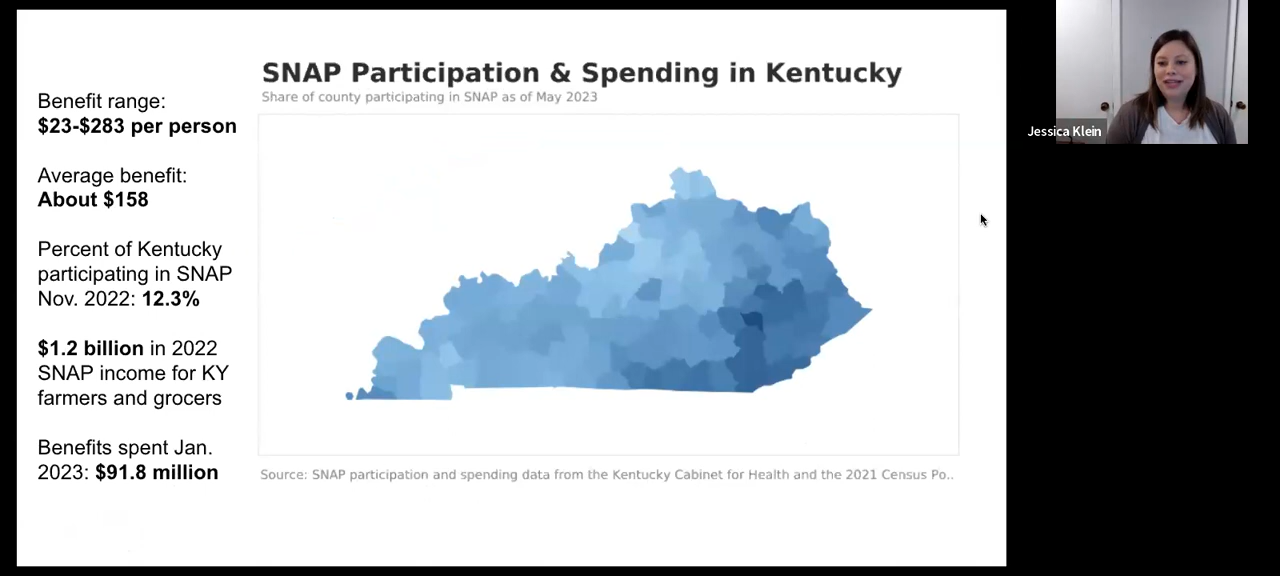 SNAP Participation & Spending in Kentucky
Share of county participating in SNAP as of May 2023
Benefit range:
$23-$283 per person
Average benefit:
About $158
Percent of Kentucky
participating in SNAP
Nov. 2022: 12.3%
$1.2 billion in 2022
SNAP income for KY
farmers and grocers
Benefits spent Jan.
2023: $91.8 million
Source: SNAP participation and spending data from the Kentucky Cabinet for Health and the 2021 Census Po..
Jessica Klein